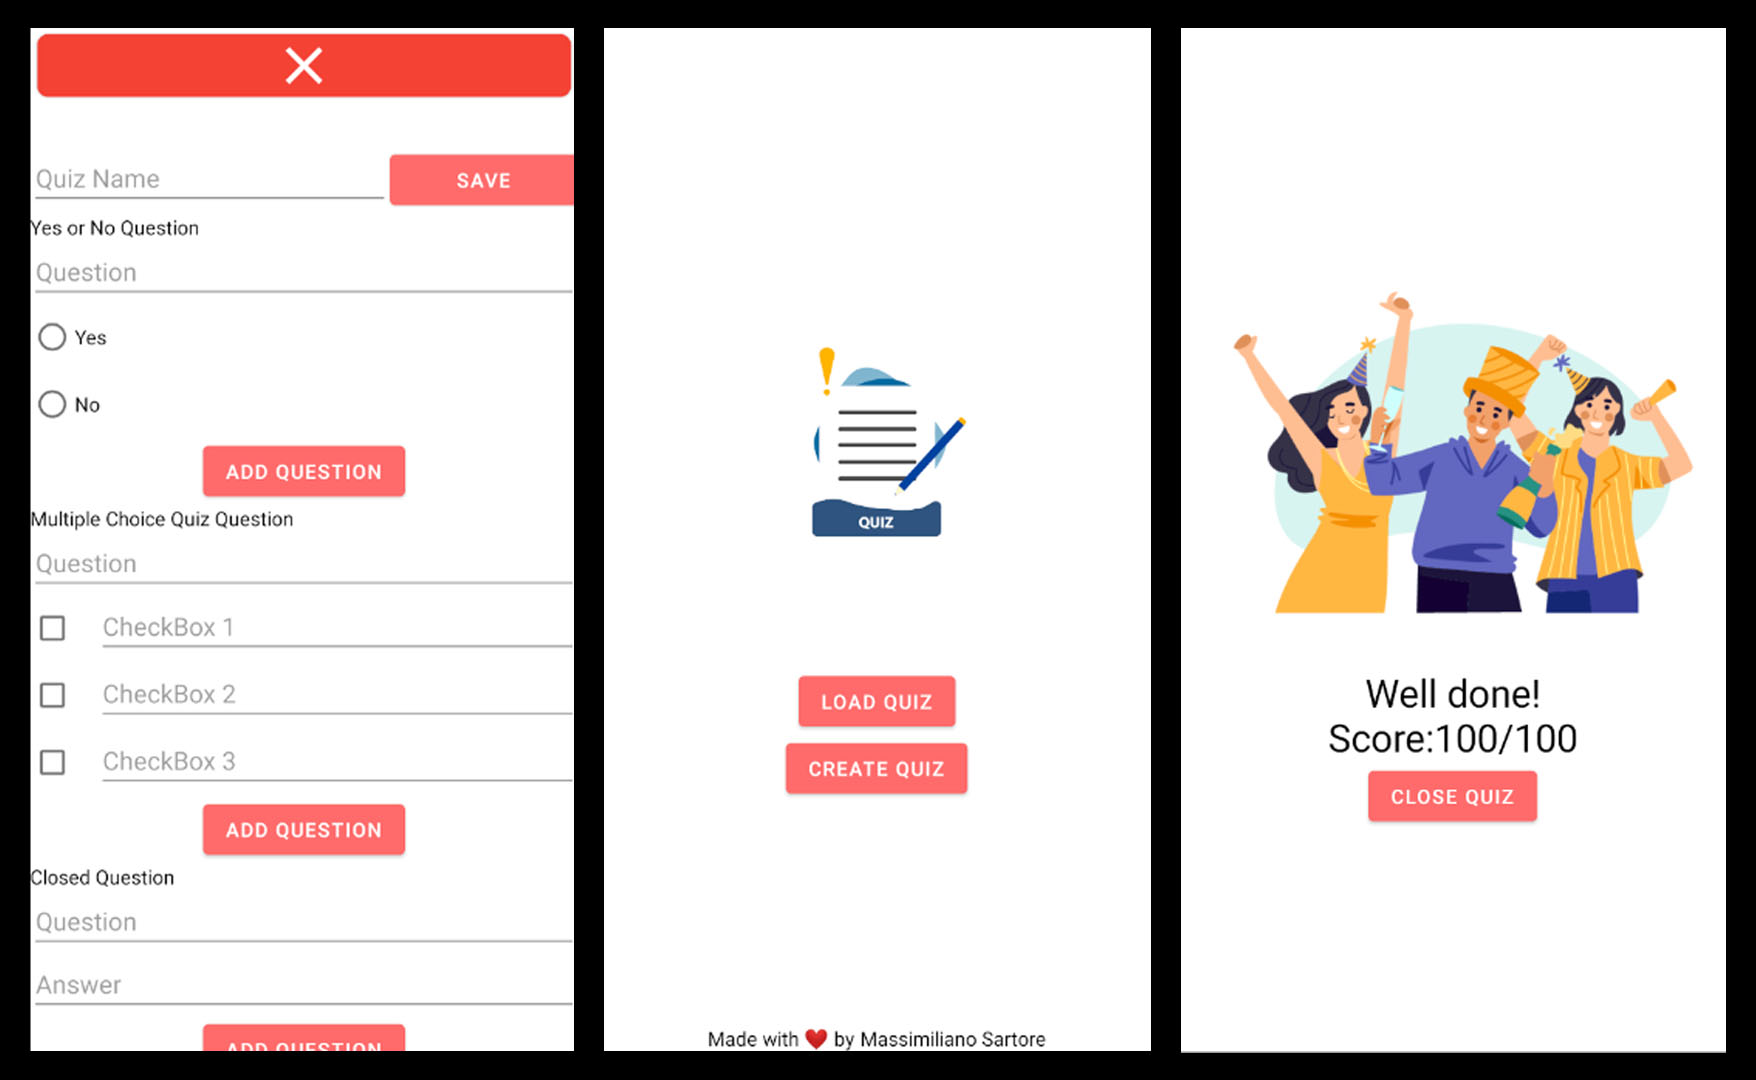 Quiz Name
SAVE
Yes or No Question
Question
Yes
No
ADD QUESTION
Multiple Choice Quiz Question
Question
CheckBox 1
CheckBox 2
CheckBox 3
ADD QUESTION
Closed Question
Question
Answer
ADD QUESTION
QUIZ
LOAD QUIZ
CREATE QUIZ
Made with ❤️ by Massimiliano Sartore
Well done!
Score:100/100
CLOSE QUIZ